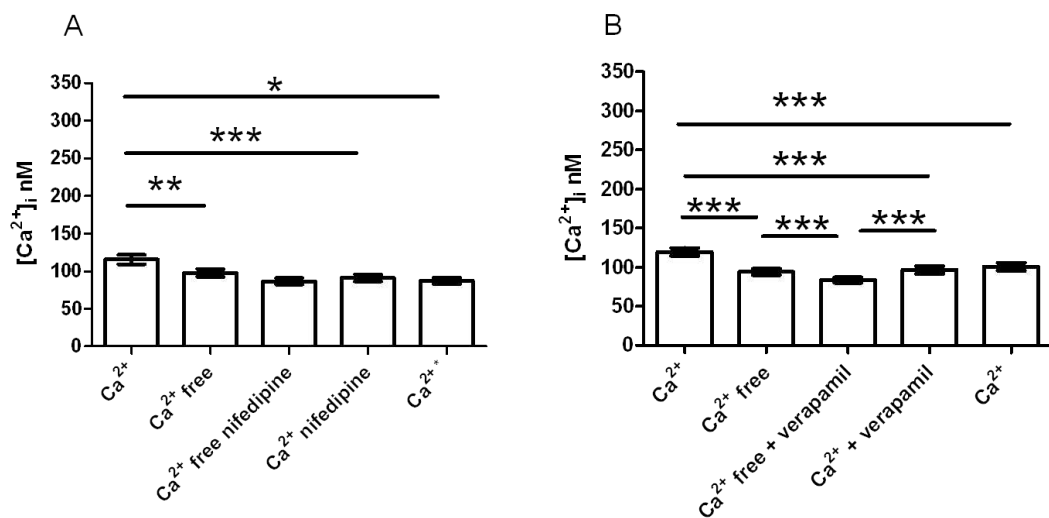 A
350
300
250
200
150
100
50
0
[Ca²⁺]ᵢ nM
*
***
**
Ca²⁺
Ca²⁺ free
Ca²⁺ free nifedipine
Ca²⁺ nifedipine
Ca²⁺*
B
350
300
250
200
150
100
50
0
[Ca²⁺]ᵢ nM
***
***
***
***
***
Ca²⁺
Ca²⁺ free
Ca²⁺ free + verapamil
Ca²⁺ + verapamil
Ca²⁺